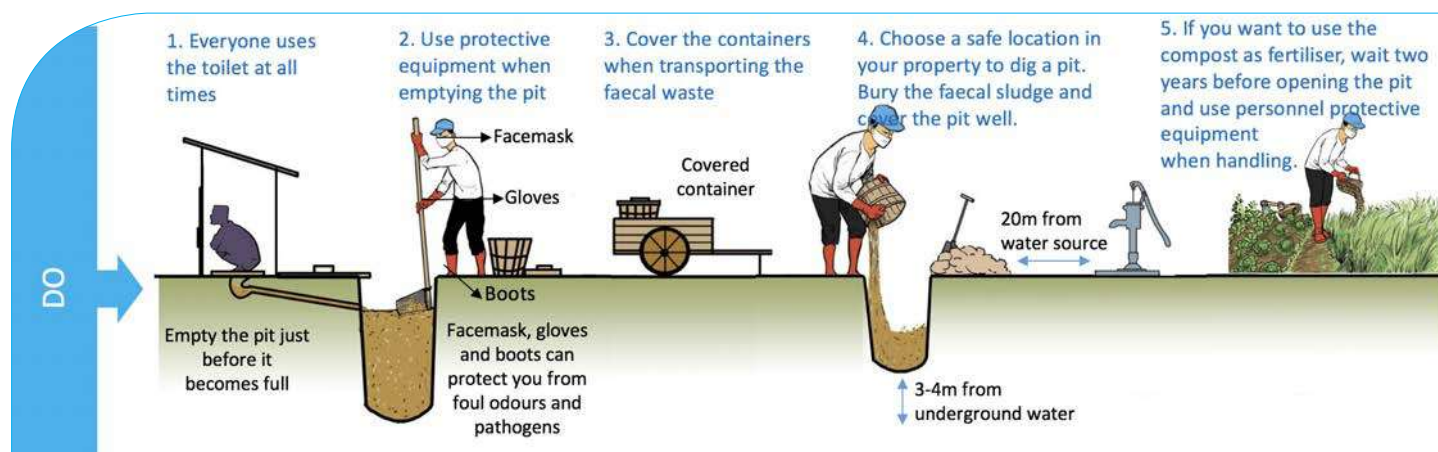 DO
1. Everyone uses
the toilet at all
times
2. Use protective
equipment when
emptying the pit
3. Cover the containers
when transporting the
faecal waste
4. Choose a safe location in
your property to dig a pit.
Bury the faecal sludge and
cover the pit well.
5. If you want to use the
compost as fertiliser, wait two
years before opening the pit
and use personnel protective
equipment
when handling.
Facemask
Gloves
Boots
Covered
container
20m from
water source
Empty the pit just
before it
becomes full
Facemask, gloves
and boots can
protect you from
foul odours and
pathogens
3-4m from
underground water